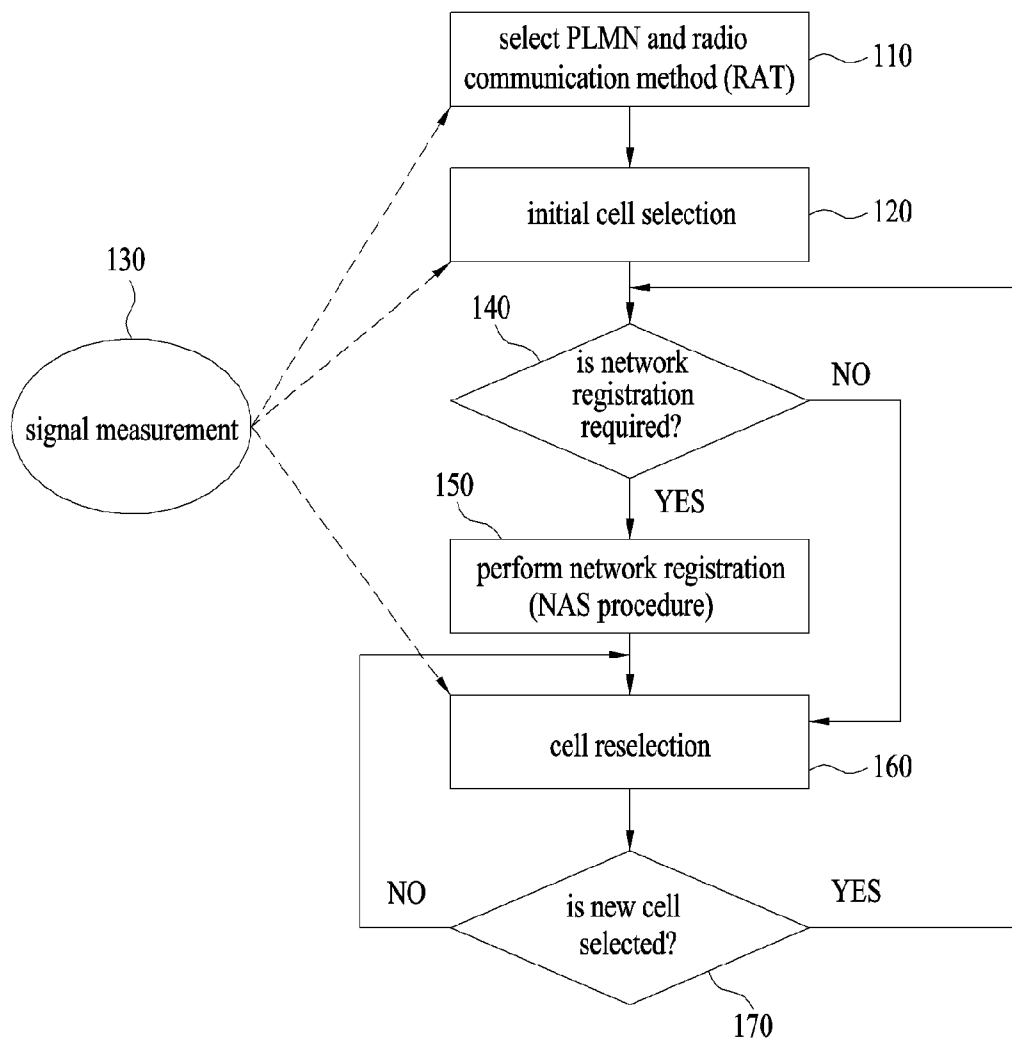 select PLMN and radio
communication method (RAT)
110
initial cell selection
120
130
signal measurement
140
is network
registration
required?
NO
YES
150
perform network registration
(NAS procedure)
cell reselection
160
NO
is new cell
selected?
YES
170